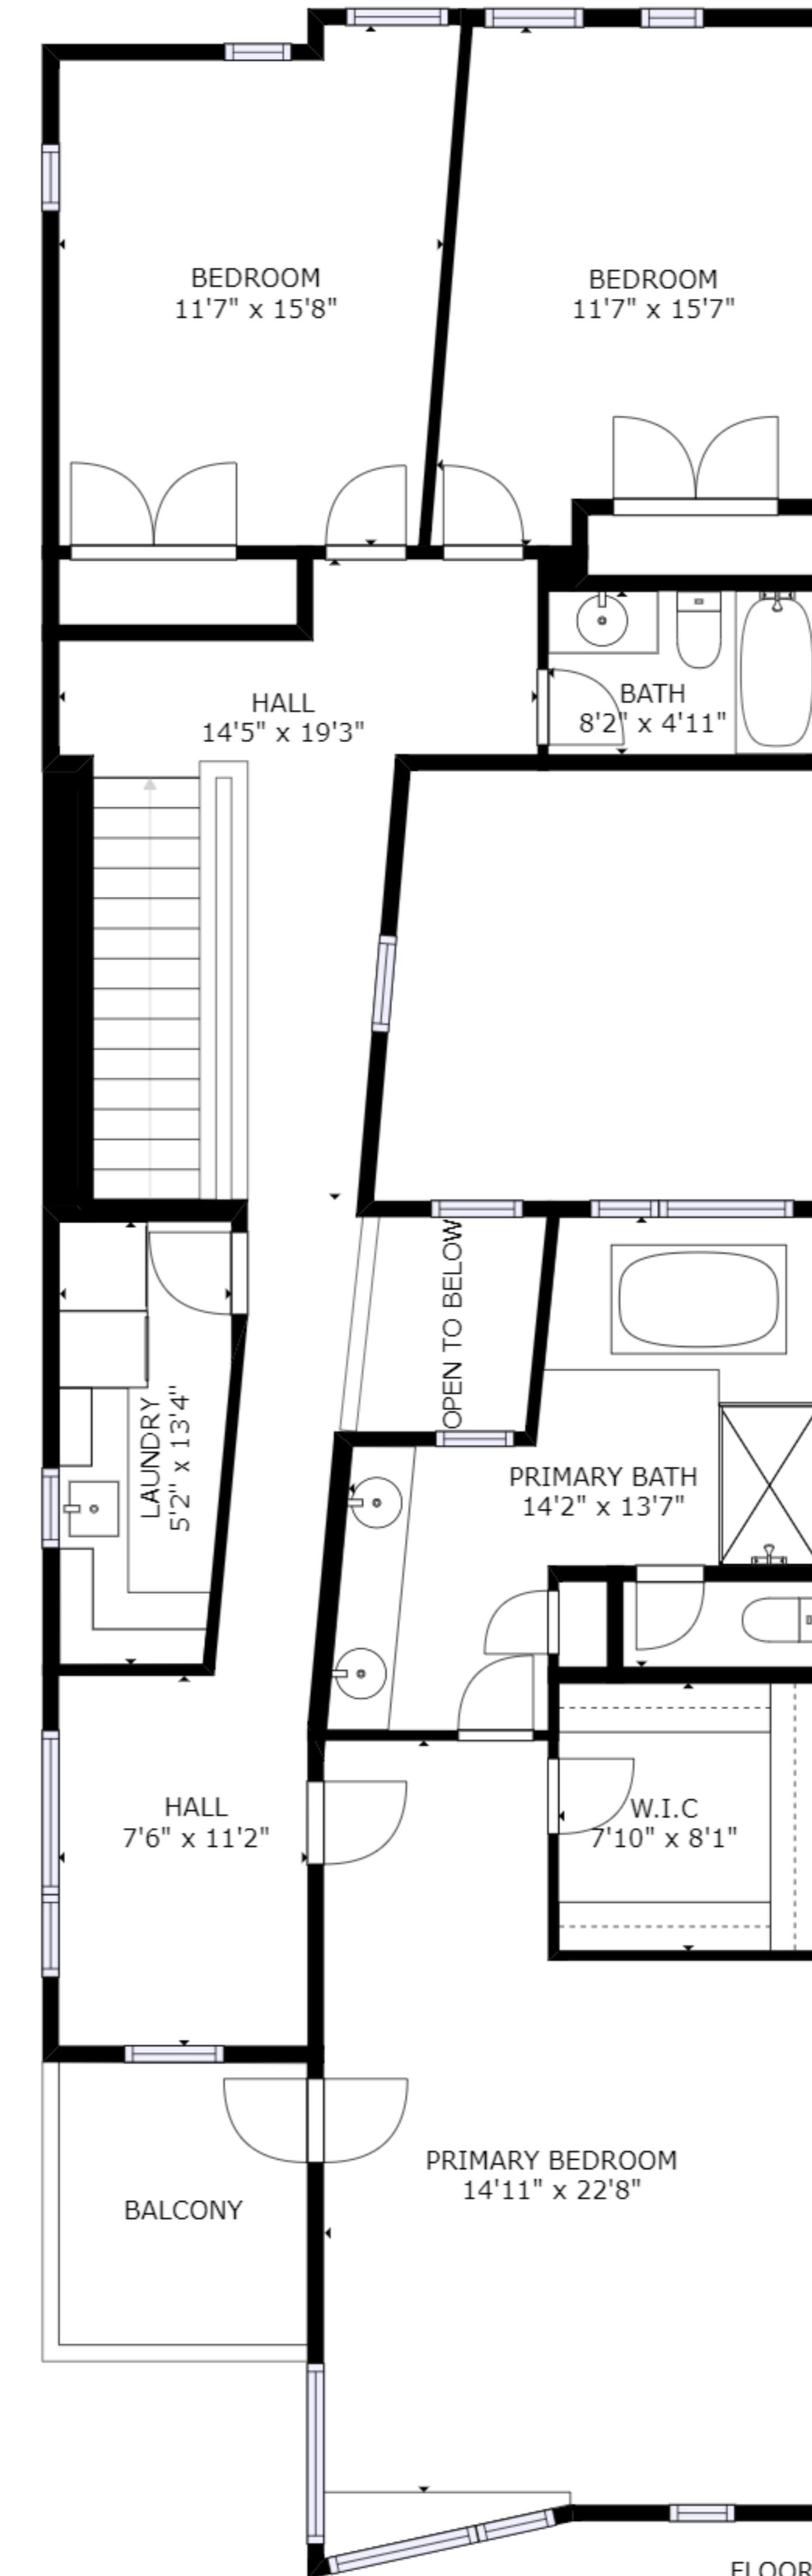 BEDROOM
11'7" x 15'8"
BEDROOM
11'7" x 15'7"
HALL
14'5" x 19'3"
BATH
8'2" x 4'11"
OPEN TO BELOW
LAUNDRY
5'2" x 13'4"
PRIMARY BATH
14'2" x 13'7"
HALL
7'6" x 11'2"
W.I.C
7'10" x 8'1"
PRIMARY BEDROOM
14'11" x 22'8"
BALCONY
FLOOR